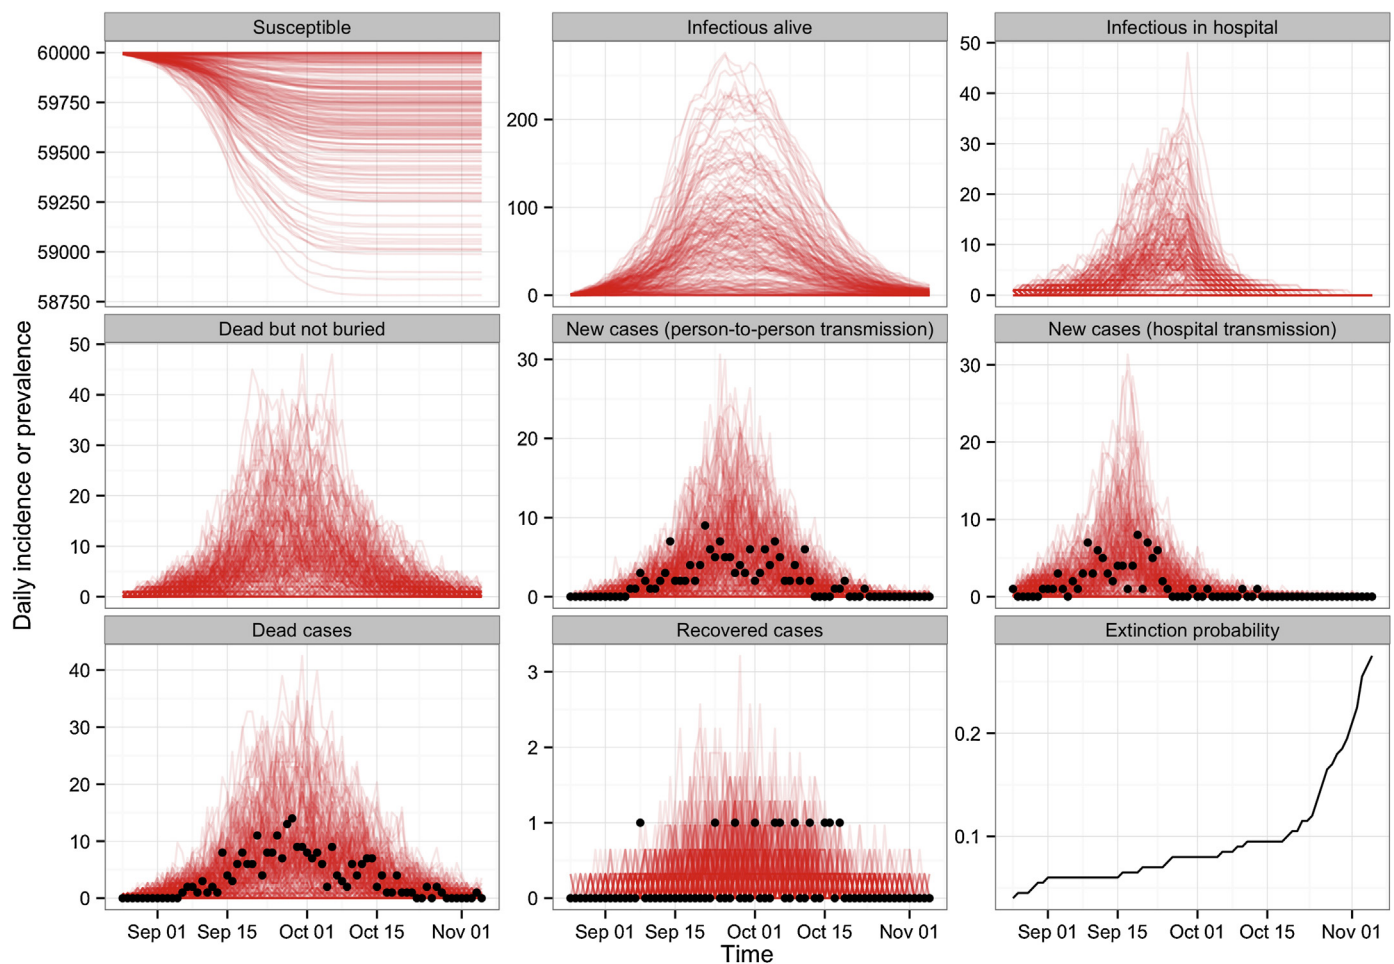 Susceptible
Infectious alive
Infectious in hospital
60000
59750
59500
59250
59000
58750
200
100
0
50
40
30
20
10
0
Dead but not buried
New cases (person-to-person transmission)
New cases (hospital transmission)
50
40
30
20
10
0
30
20
10
0
30
20
10
0
Daily incidence or prevalence
Dead cases
Recovered cases
Extinction probability
40
30
20
10
0
3
2
1
0
0.2
0.1
Sep 01 Sep 15 Oct 01 Oct 15 Nov 01
Sep 01 Sep 15 Oct 01 Oct 15 Nov 01
Sep 01 Sep 15 Oct 01 Oct 15 Nov 01
Time